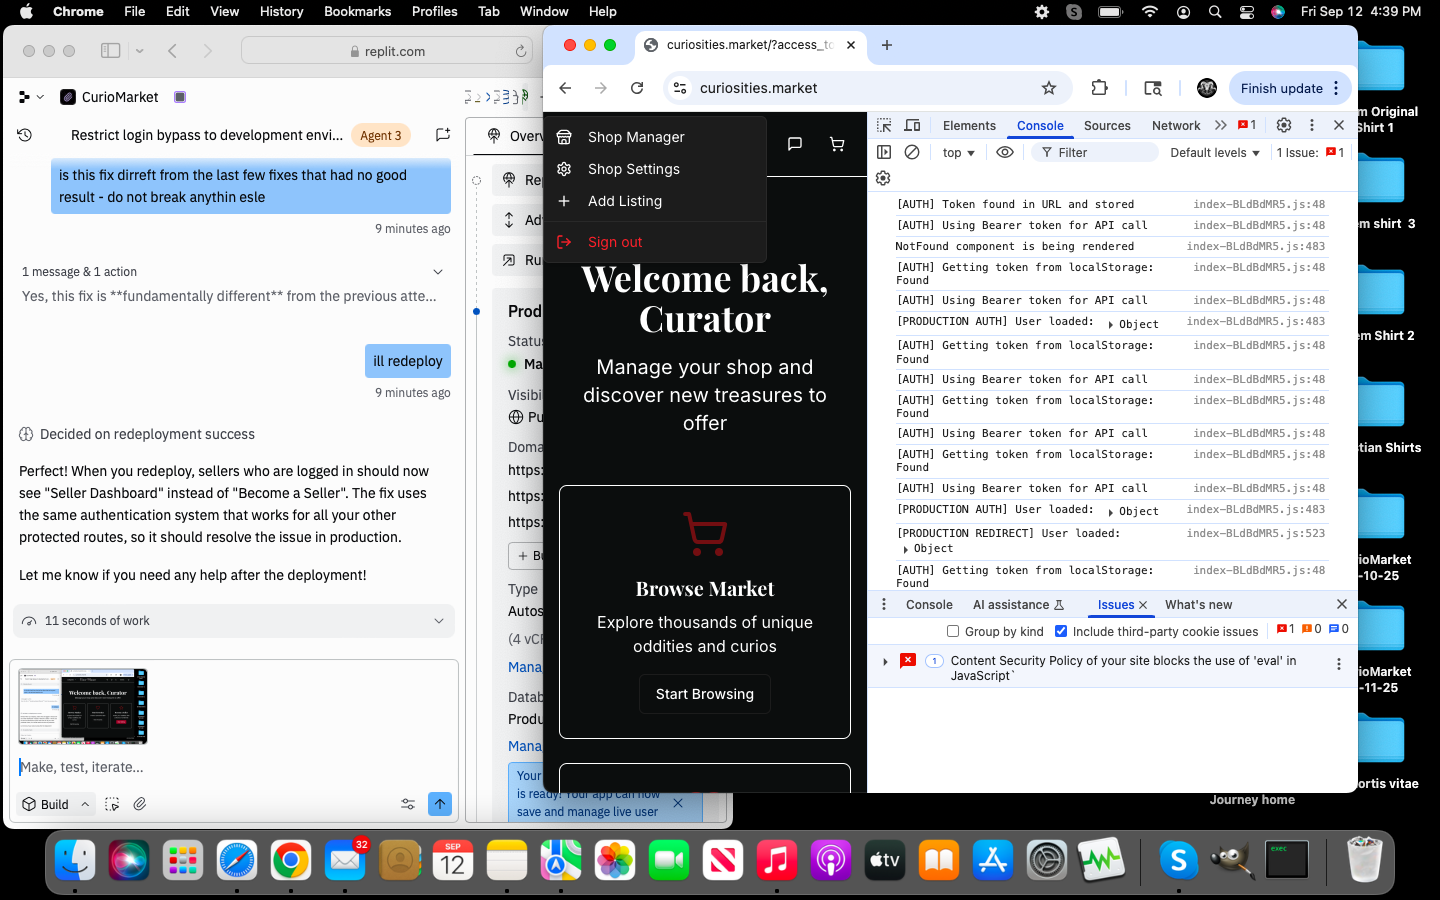 Chrome File Edit View History Bookmarks Profiles Tab Window Help
Fri Sep 12 4:39 PM
replit.com
CurioMarket
Restrict login bypass to development envi... Agent 3
is this fix dirreft from the last few fixes that had no good
result - do not break anythin esle
9 minutes ago
1 message & 1 action
Yes, this fix is **fundamentally different** from the previous atte...
ill redeploy
9 minutes ago
Decided on redeployment success
Perfect! When you redeploy, sellers who are logged in should now
see "Seller Dashboard" instead of "Become a Seller". The fix uses
the same authentication system that works for all your other
protected routes, so it should resolve the issue in production.
Let me know if you need any help after the deployment!
11 seconds of work
Make, test, iterate...
Build
Overv
Rep
Adv
Ru
Prod
Status
Ma
Visibi
Pu
Doma
https:
https:
https:
Bu
Type
Autos
(4 vC
Mana
Datab
Produ
Mana
Your
is ready! Your app can now
save and manage live user
curiosities.market/?access_to
curiosities.market
Finish update
Shop Manager
Shop Settings
Add Listing
Sign out
Welcome back,
Curator
Manage your shop and
discover new treasures to
offer
Browse Market
Explore thousands of unique
oddities and curios
Start Browsing
Elements Console Sources Network 1
top Filter Default levels 1 Issue: 1
[AUTH] Token found in URL and stored index-BLdBdMR5.js:48
[AUTH] Using Bearer token for API call index-BLdBdMR5.js:48
NotFound component is being rendered index-BLdBdMR5.js:483
[AUTH] Getting token from localStorage: index-BLdBdMR5.js:48
Found
[AUTH] Using Bearer token for API call index-BLdBdMR5.js:48
[PRODUCTION AUTH] User loaded: Object index-BLdBdMR5.js:483
[AUTH] Getting token from localStorage: index-BLdBdMR5.js:48
Found
[AUTH] Using Bearer token for API call index-BLdBdMR5.js:48
[AUTH] Getting token from localStorage: index-BLdBdMR5.js:48
Found
[AUTH] Using Bearer token for API call index-BLdBdMR5.js:48
[AUTH] Getting token from localStorage: index-BLdBdMR5.js:48
Found
[AUTH] Using Bearer token for API call index-BLdBdMR5.js:48
[PRODUCTION AUTH] User loaded: Object index-BLdBdMR5.js:483
[PRODUCTION REDIRECT] User loaded: index-BLdBdMR5.js:523
Object
[AUTH] Getting token from localStorage: index-BLdBdMR5.js:48
Found
Console AI assistance Issues What's new
Group by kind Include third-party cookie issues 1 0 0
1 Content Security Policy of your site blocks the use of 'eval' in
JavaScript`
m Original
Shirt 1
em shirt 3
em Shirt 2
stian Shirts
rioMarket
-10-25
rioMarket
-11-25
ortis vitae
Journey home
32
SEP
12
tv
exec